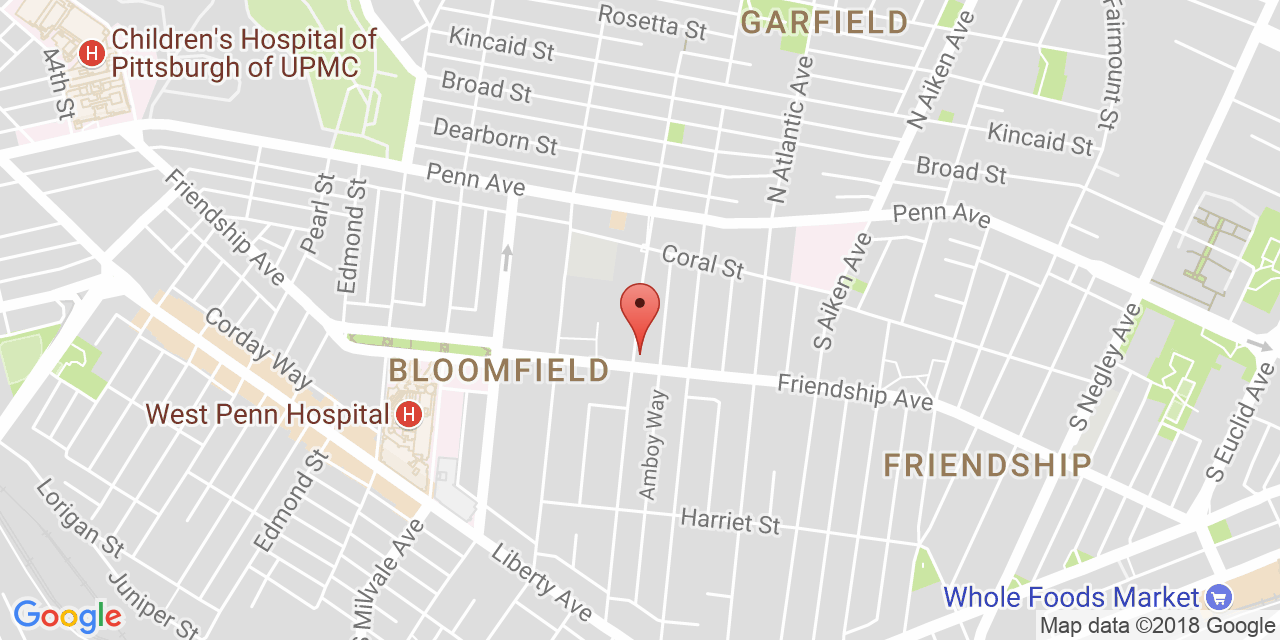 Rosetta St
GARFIELD
Kincaid St
N Aiken Ave
Fairmount St
Children's Hospital of
Pittsburgh of UPMC
H
44th St
Broad St
N Atlantic Ave
Dearborn St
Kincaid St
Penn Ave
Broad St
Pearl St
Edmond St
Friendship Ave
Penn Ave
Coral St
S Aiken Ave
S Negley Ave
Corday Way
BLOOMFIELD
Friendship Ave
West Penn Hospital
H
Amboy Way
S Euclid Ave
FRIENDSHIP
Edmond St
Lorigan St
Harriet St
S Millvale Ave
Liberty Ave
Juniper St
Whole Foods Market
Google
Map data ©2018 Google